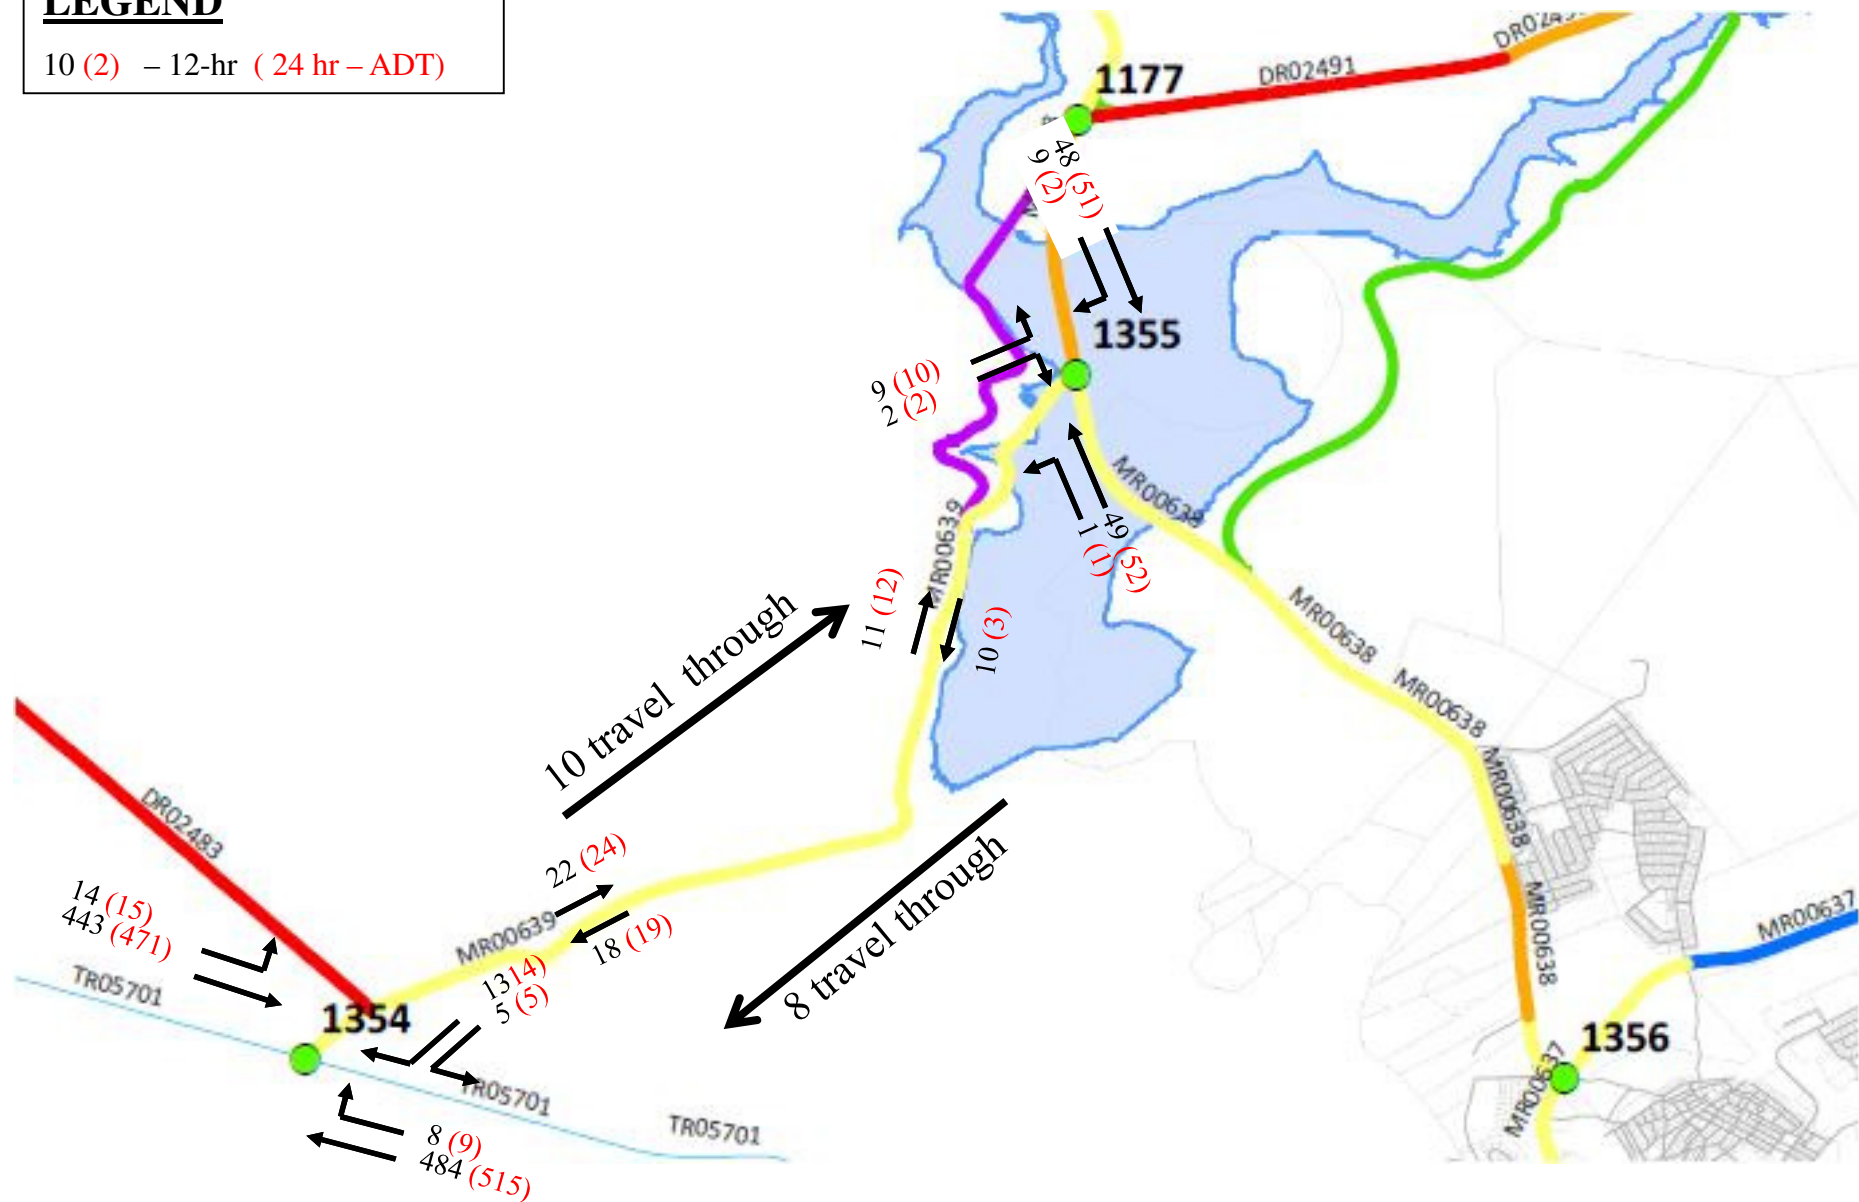 LEGEND
10 (2) – 12-hr ( 24 hr – ADT)
1177
DR02491
48 (51)
9 (2)
1355
9 (10)
2 (2)
MR00638
49 (52)
1 (1)
MR00639
11 (12)
10 (3)
MR00638
MR00638
10 travel through
MR00638
DR02483
22 (24)
8 travel through
14 (15)
443 (471)
MR00639
18 (19)
MR00638
MR00637
TR05701
1314)
5 (5)
1354
1356
MR00637
TR05701
TR05701
8 (9)
484 (515)